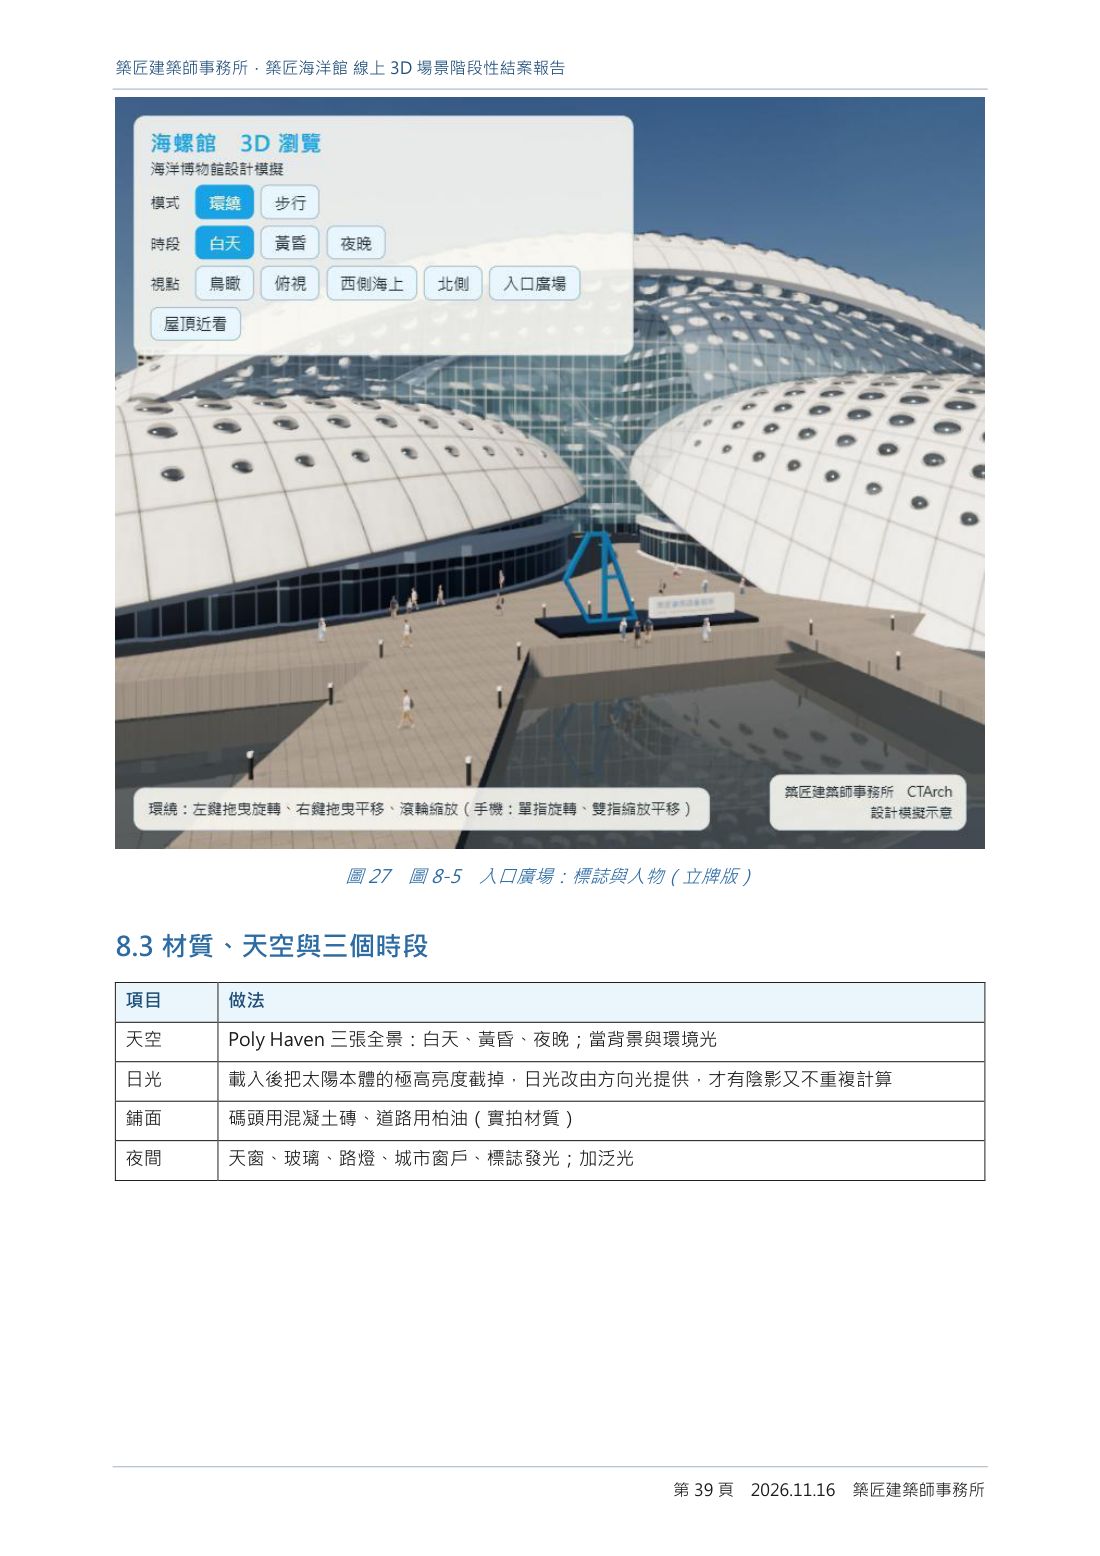 築匠建築師事務所．築匠海洋館 線上 3D 場景階段性結案報告
海螺館　3D 瀏覽
海洋博物館設計模擬
模式 環繞 步行
時段 白天 黃昏 夜晚
視點 鳥瞰 俯視 西側海上 北側 入口廣場
屋頂近看
環繞：左鍵拖曳旋轉、右鍵拖曳平移、滾輪縮放（手機：單指旋轉、雙指縮放平移）
築匠建築師事務所　CTArch
設計模擬示意
圖 27　圖 8-5　入口廣場：標誌與人物（立牌版）
8.3 材質、天空與三個時段
項目 做法
天空 Poly Haven 三張全景：白天、黃昏、夜晚；當背景與環境光
日光 載入後把太陽本體的極高亮度截掉，日光改由方向光提供，才有陰影又不重複計算
鋪面 碼頭用混凝土磚、道路用柏油（實拍材質）
夜間 天窗、玻璃、路燈、城市窗戶、標誌發光；加泛光
第 39 頁　2026.11.16　築匠建築師事務所